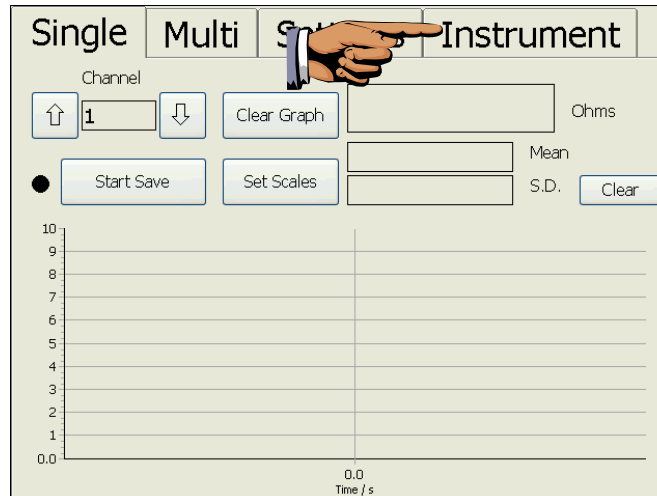 Single Multi Instrument
Channel
1 Clear Graph Ohms
Mean
Start Save Set Scales S.D. Clear
10
9
8
7
6
5
4
3
2
1
0.0
0.0
Time / s